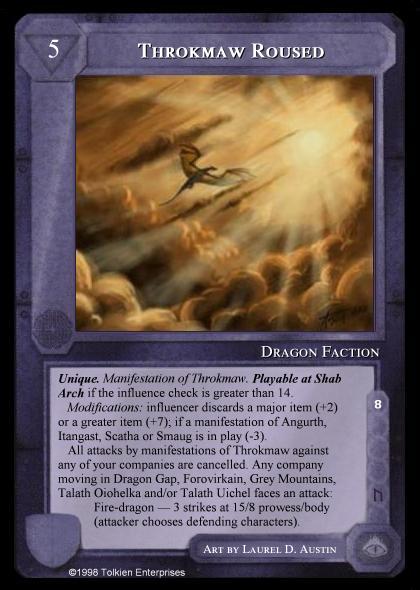 5
THROKMAW ROUSED
DRAGON FACTION
Unique. Manifestation of Throkmaw. Playable at Shab
Arch if the influence check is greater than 14.
Modifications: influencer discards a major item (+2)
or a greater item (+7); if a manifestation of Angurth,
Itangast, Scatha or Smaug is in play (-3).
All attacks by manifestations of Throkmaw against
any of your companies are cancelled. Any company
moving in Dragon Gap, Forovirkain, Grey Mountains,
Talath Oiohelka and/or Talath Uichel faces an attack:
Fire-dragon — 3 strikes at 15/8 prowess/body
(attacker chooses defending characters).
8
ART BY LAUREL D. AUSTIN
©1998 Tolkien Enterprises